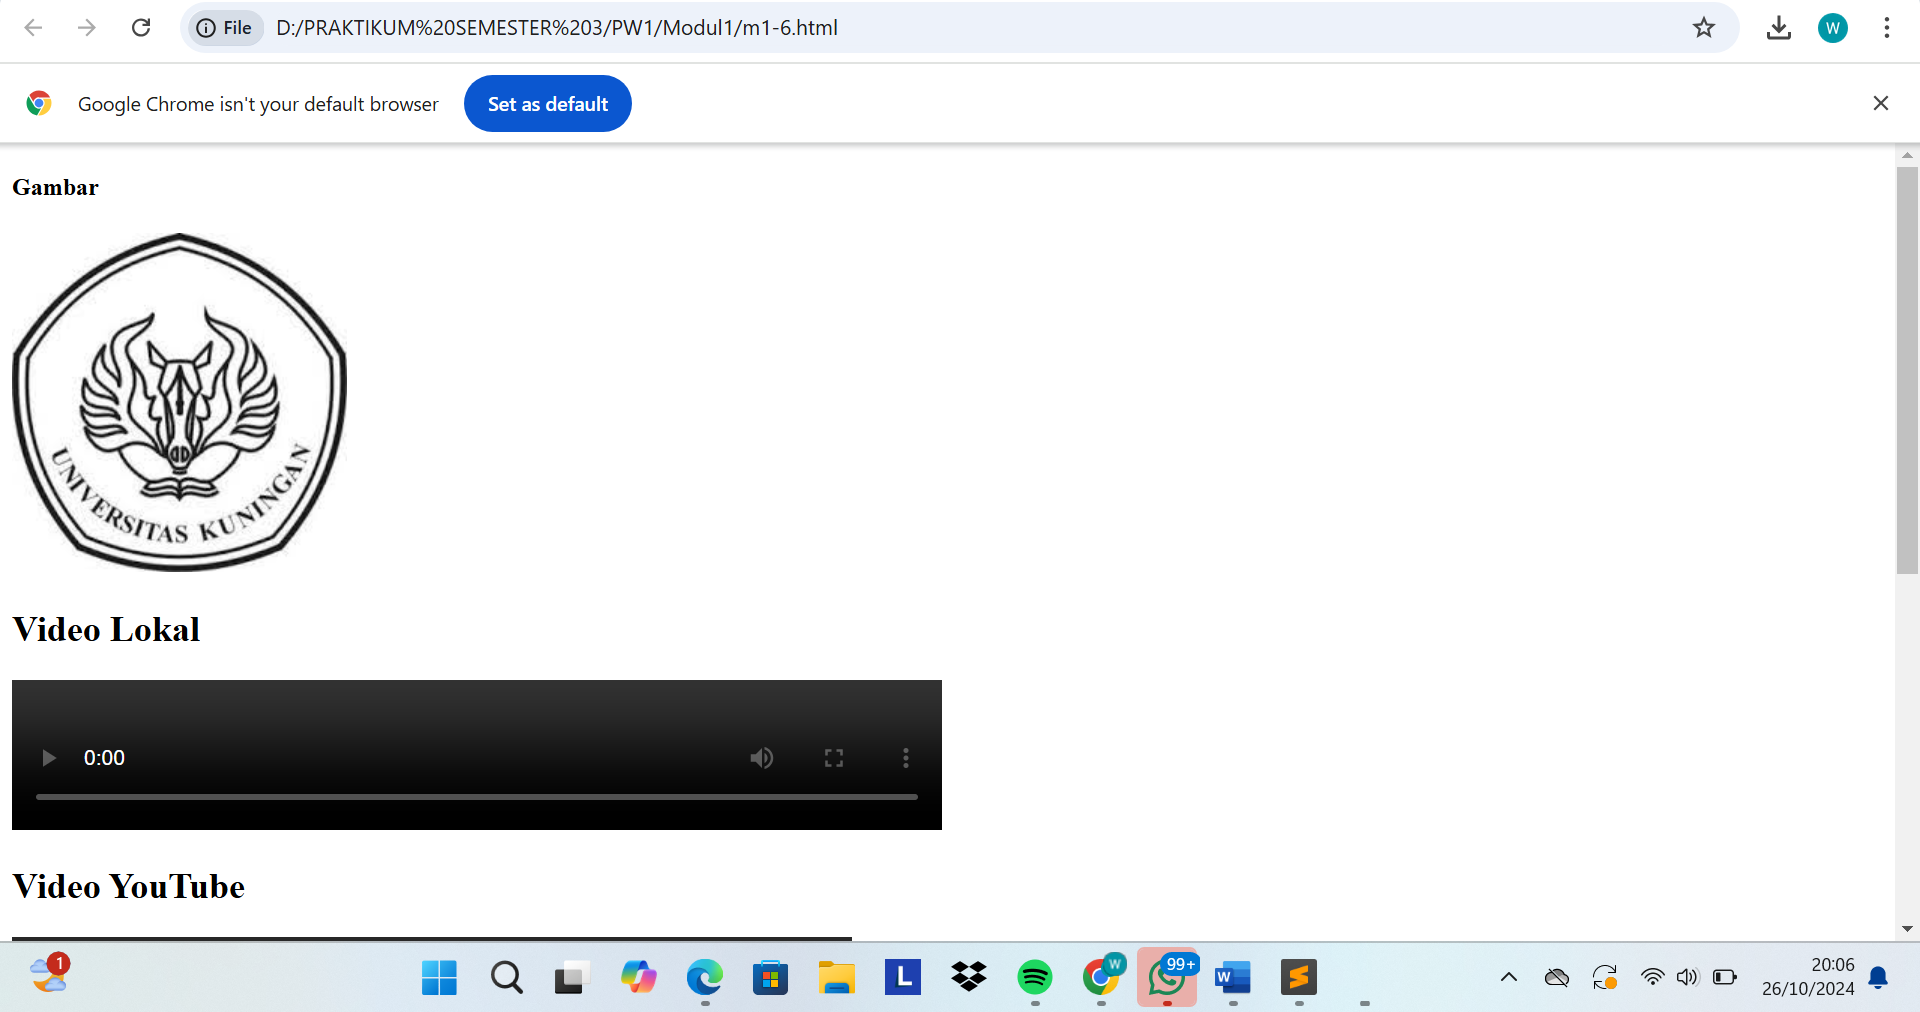 File D:/PRAKTIKUM%20SEMESTER%203/PW1/Modul1/m1-6.html
W
Google Chrome isn't your default browser Set as default
Gambar
UNIVERSITAS KUNINGAN
Video Lokal
0:00
Video YouTube
1
L
W
99+
W
20:06
26/10/2024